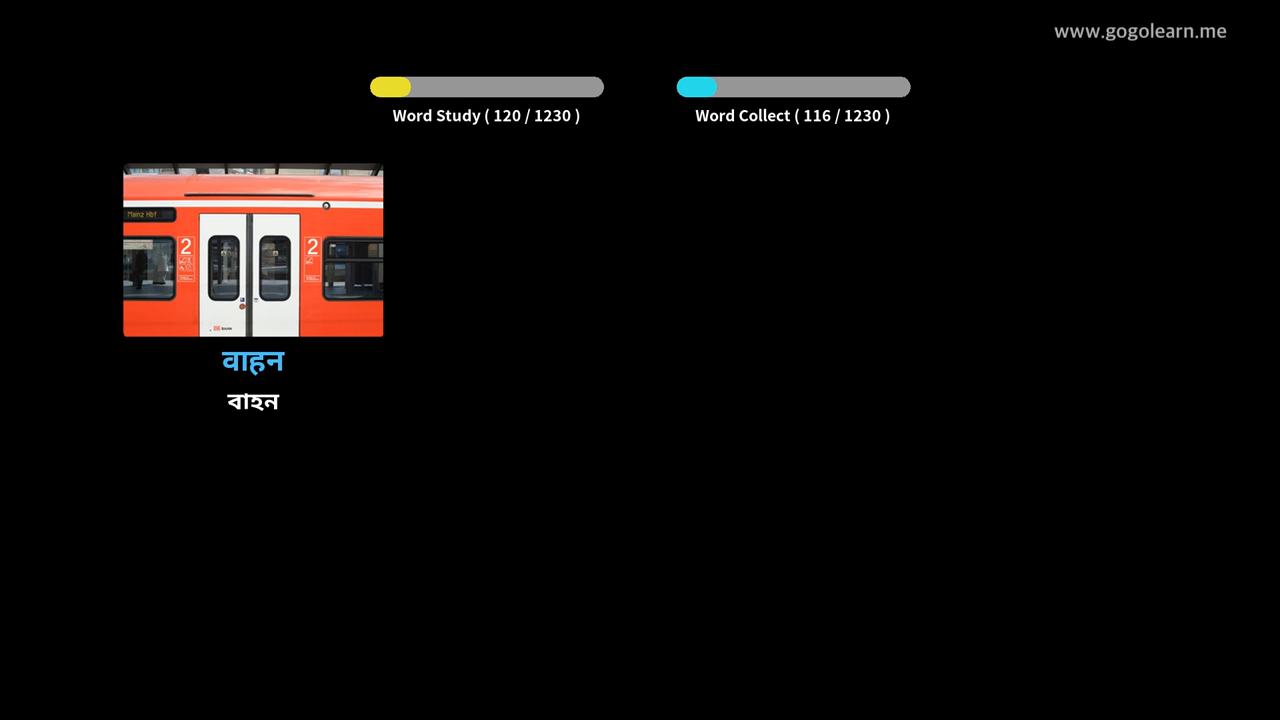 www.gogolearn.me
Word Study ( 120 / 1230 )
Word Collect ( 116 / 1230 )
Mainz Hbf
2
2
वाहन
বাহন